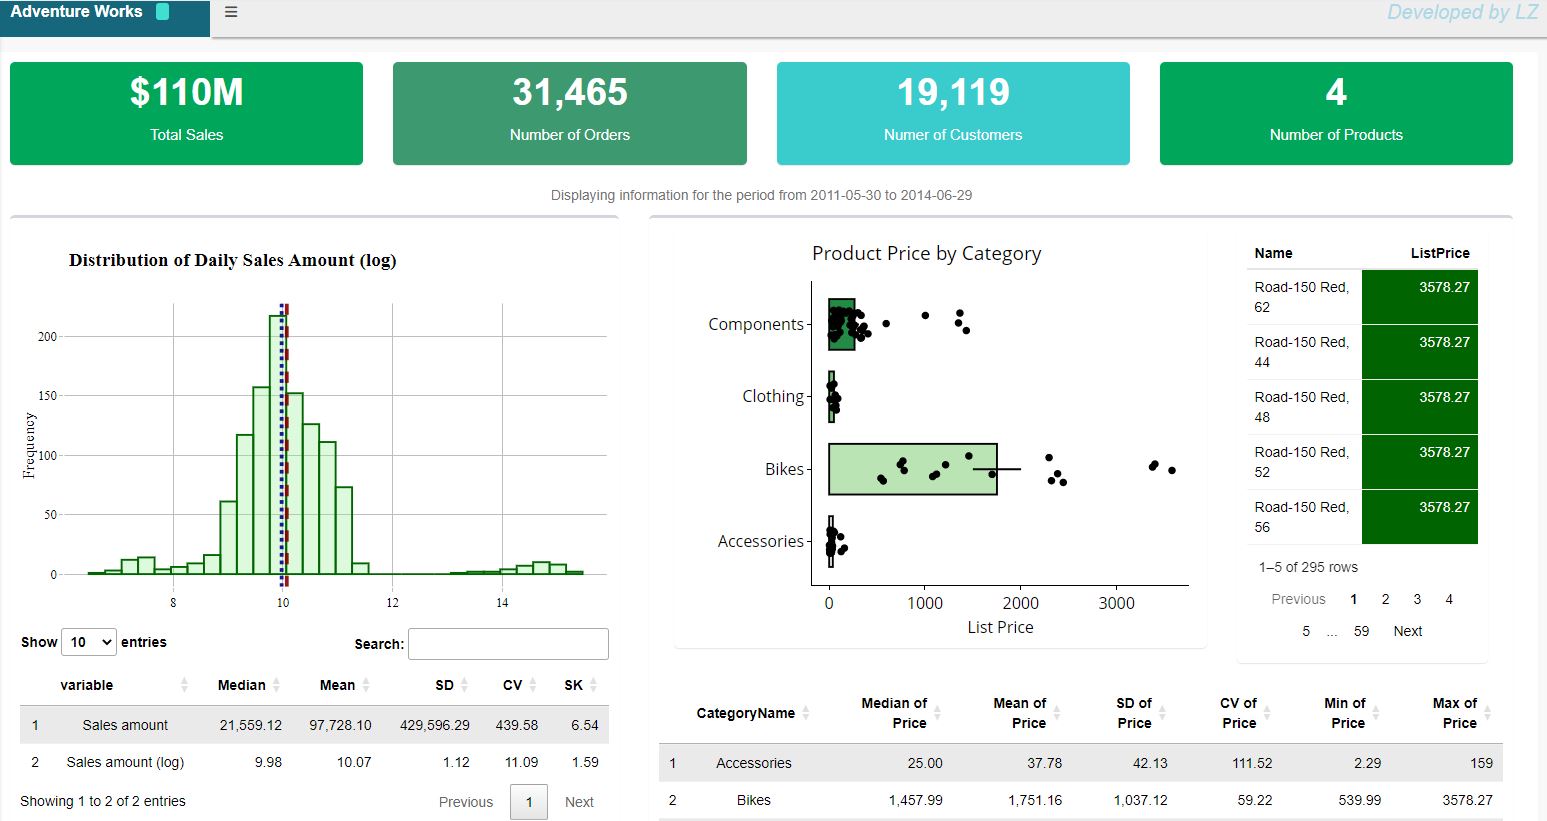 Adventure Works
☰
Developed by LZ
$110M
Total Sales
31,465
Number of Orders
19,119
Numer of Customers
4
Number of Products
Displaying information for the period from 2011-05-30 to 2014-06-29
Distribution of Daily Sales Amount (log)
Frequency
200
150
100
50
0
8 10 12 14
Show 10 entries
Search:
variable Median Mean SD CV SK
1 Sales amount 21,559.12 97,728.10 429,596.29 439.58 6.54
2 Sales amount (log) 9.98 10.07 1.12 11.09 1.59
Showing 1 to 2 of 2 entries
Previous 1 Next
Product Price by Category
Components
Clothing
Bikes
Accessories
0 1000 2000 3000
List Price
Name ListPrice
Road-150 Red, 3578.27
62
Road-150 Red, 3578.27
44
Road-150 Red, 3578.27
48
Road-150 Red, 3578.27
52
Road-150 Red, 3578.27
56
1–5 of 295 rows
Previous 1 2 3 4
5 ... 59 Next
CategoryName Median of Price Mean of Price SD of Price CV of Price Min of Price Max of Price
1 Accessories 25.00 37.78 42.13 111.52 2.29 159
2 Bikes 1,457.99 1,751.16 1,037.12 59.22 539.99 3578.27